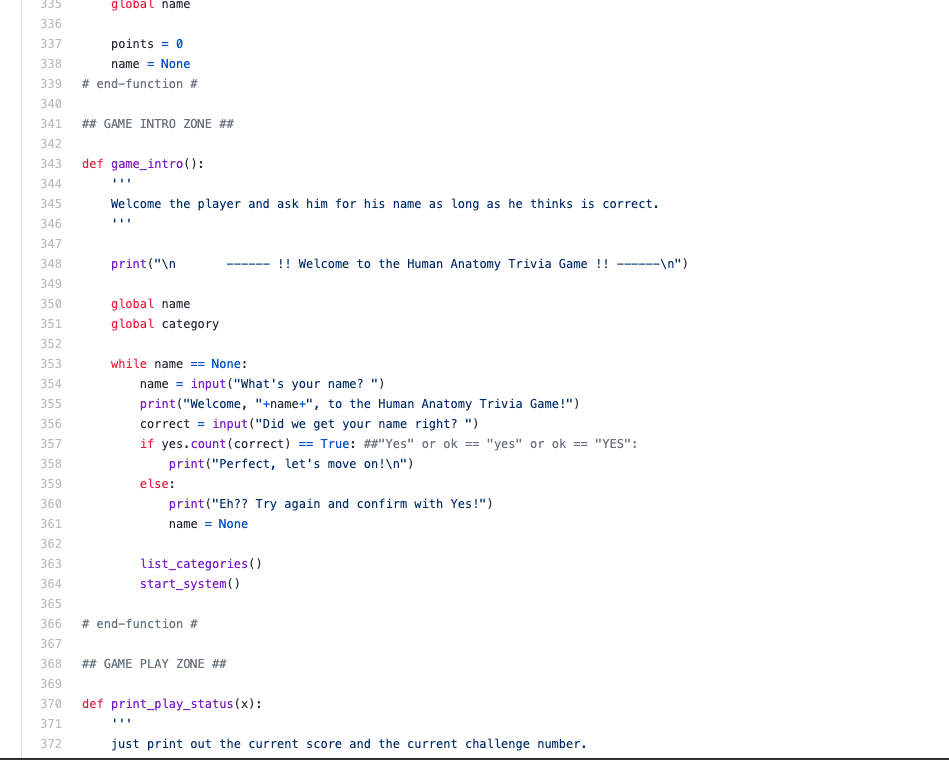 335 global name
336
337 points = 0
338 name = None
339 # end-function #
340
341 ## GAME INTRO ZONE ##
342
343 def game_intro():
344 '''
345 Welcome the player and ask him for his name as long as he thinks is correct.
346 '''
347
348 print("\n       ------ !! Welcome to the Human Anatomy Trivia Game !! ------\n")
349
350 global name
351 global category
352
353 while name == None:
354 name = input("What's your name? ")
355 print("Welcome, "+name+", to the Human Anatomy Trivia Game!")
356 correct = input("Did we get your name right? ")
357 if yes.count(correct) == True: ##"Yes" or ok == "yes" or ok == "YES":
358 print("Perfect, let's move on!\n")
359 else:
360 print("Eh?? Try again and confirm with Yes!")
361 name = None
362
363 list_categories()
364 start_system()
365
366 # end-function #
367
368 ## GAME PLAY ZONE ##
369
370 def print_play_status(x):
371 '''
372 just print out the current score and the current challenge number.